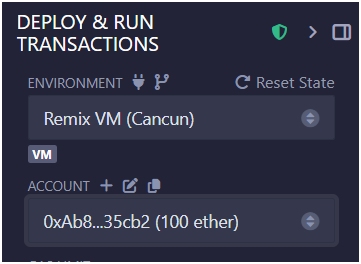 DEPLOY & RUN
TRANSACTIONS
ENVIRONMENT Reset State
Remix VM (Cancun)
VM
ACCOUNT
0xAb8...35cb2 (100 ether)